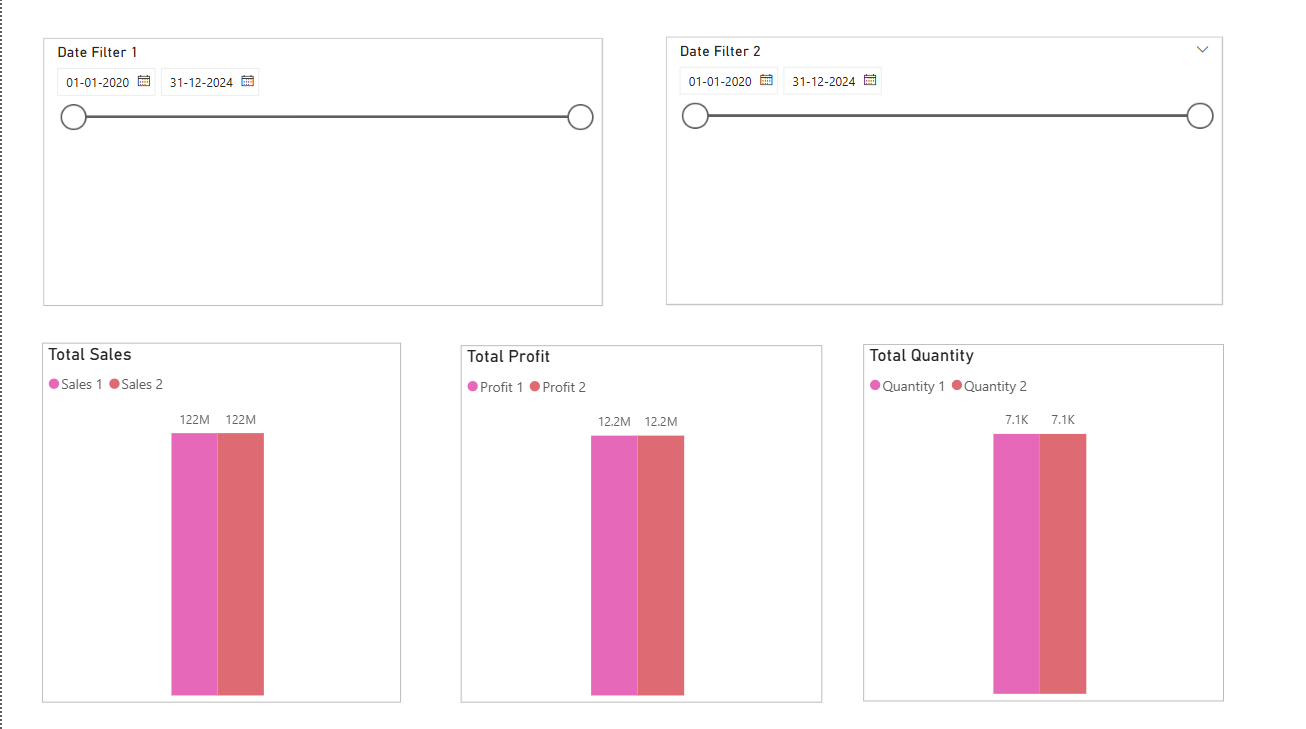 Date Filter 1
01-01-2020 31-12-2024
Date Filter 2
01-01-2020 31-12-2024
Total Sales
Sales 1 Sales 2
122M 122M
Total Profit
Profit 1 Profit 2
12.2M 12.2M
Total Quantity
Quantity 1 Quantity 2
7.1K 7.1K